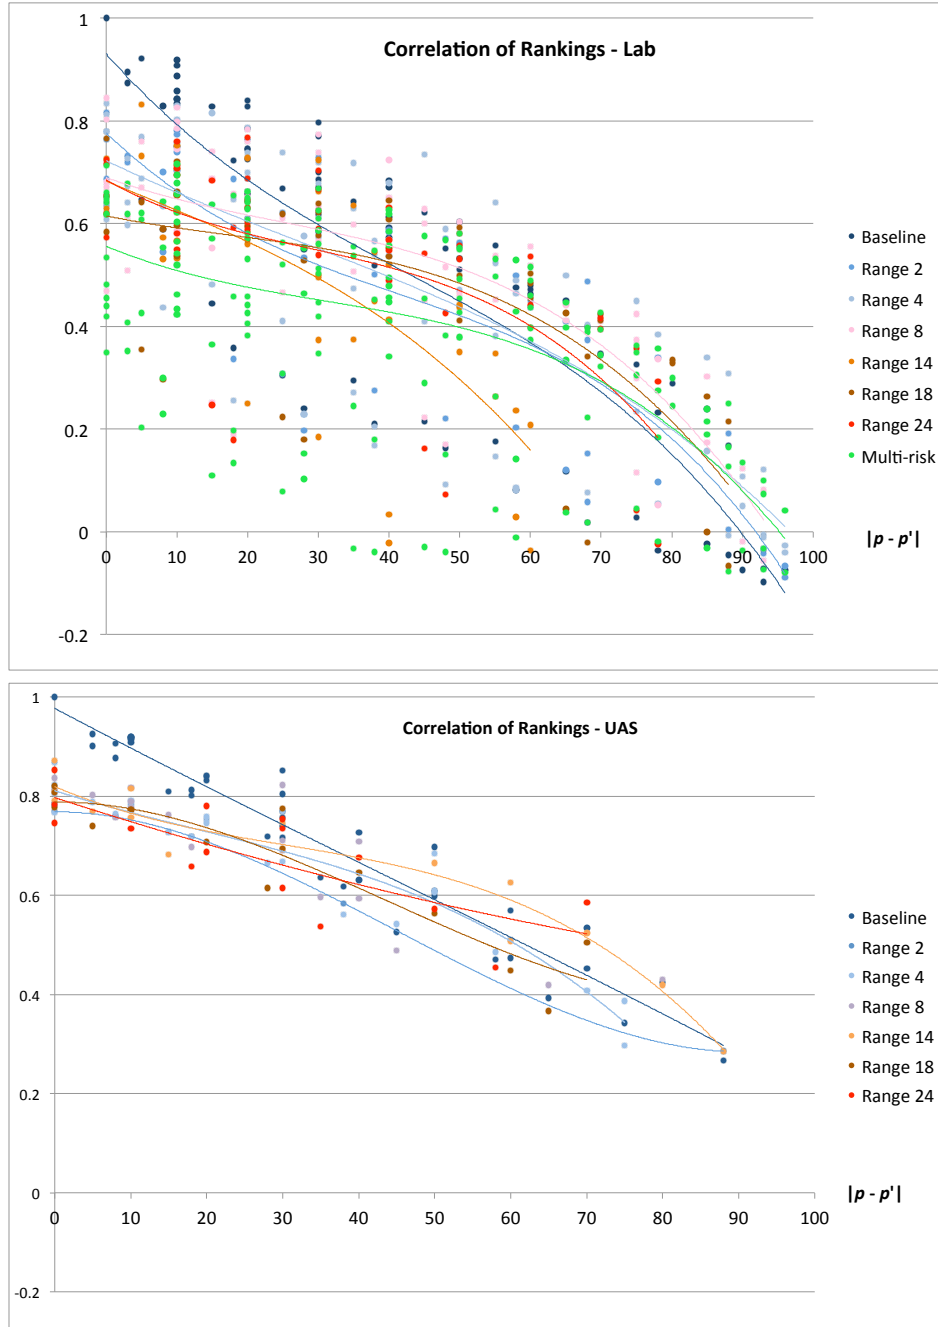 Correlation of Rankings - Lab
1
0.8
0.6
0.4
0.2
0
-0.2
0 10 20 30 40 50 60 70 80 90 100
|p - p'|
Baseline
Range 2
Range 4
Range 8
Range 14
Range 18
Range 24
Multi-risk
Correlation of Rankings - UAS
1
0.8
0.6
0.4
0.2
0
-0.2
0 10 20 30 40 50 60 70 80 90 100
|p - p'|
Baseline
Range 2
Range 4
Range 8
Range 14
Range 18
Range 24